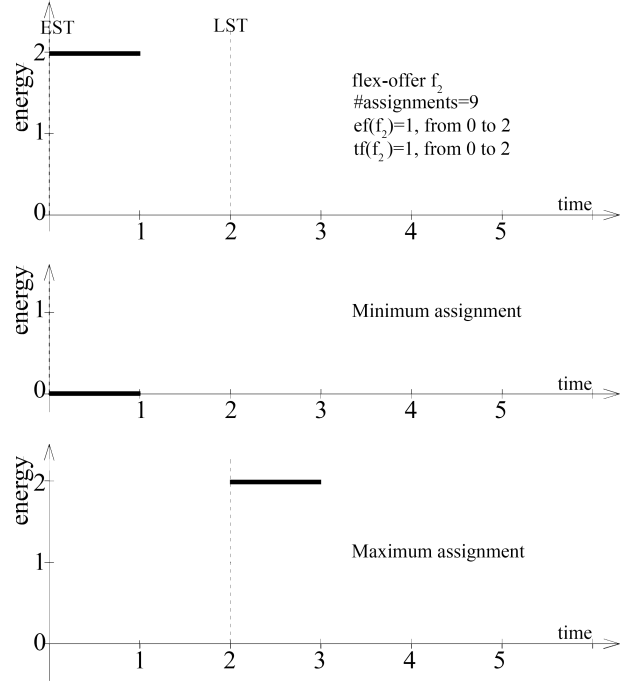 EST
LST
energy
2
1
0
flex-offer f2
#assignments=9
ef(f2)=1, from 0 to 2
tf(f2)=1, from 0 to 2
time
1 2 3 4 5
energy
1
0
Minimum assignment
time
1 2 3 4 5
energy
2
1
0
Maximum assignment
time
1 2 3 4 5